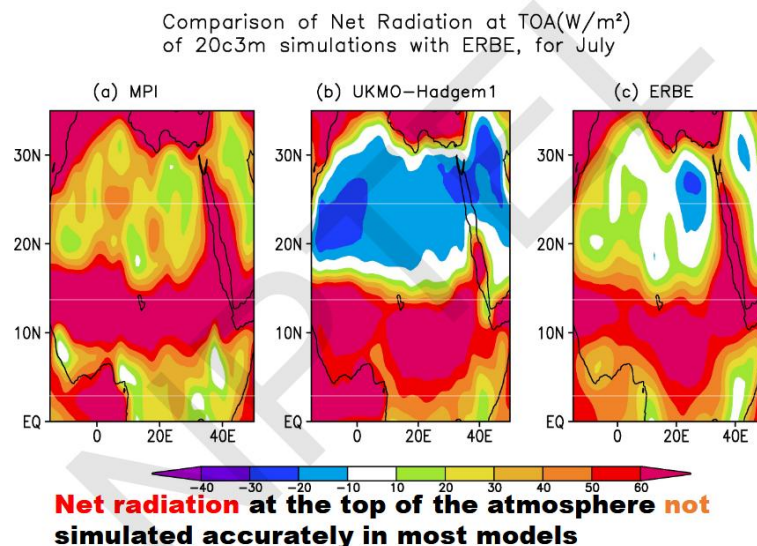 Comparison of Net Radiation at TOA(W/m²)
of 20c3m simulations with ERBE, for July
(a) MPI
(b) UKMO-Hadgem1
(c) ERBE
30N 30N 30N
20N 20N 20N
10N 10N 10N
EQ EQ EQ
0 20E 40E 0 20E 40E 0 20E 40E
-40 -30 -20 -10 10 20 30 40 50 60
Net radiation at the top of the atmosphere not
simulated accurately in most models
NPTEL